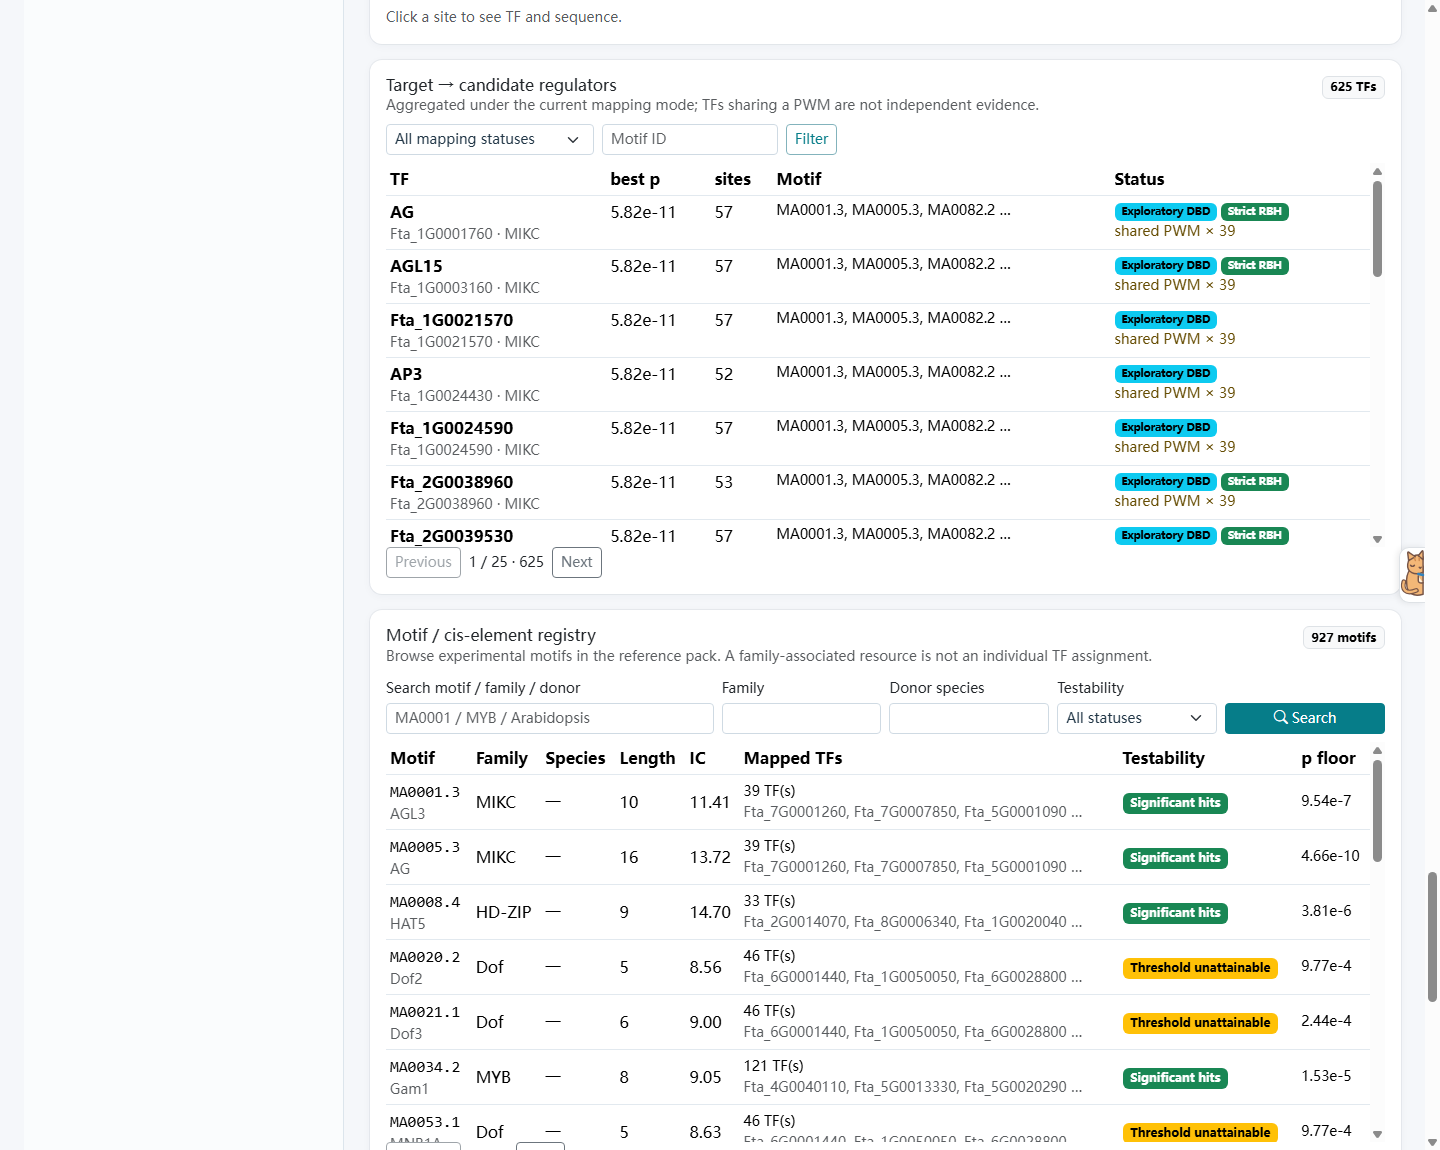 Click a site to see TF and sequence.
Target → candidate regulators
625 TFs
Aggregated under the current mapping mode; TFs sharing a PWM are not independent evidence.
All mapping statuses
Motif ID
Filter
TF best p sites Motif Status
AG 5.82e-11 57 MA0001.3, MA0005.3, MA0082.2 ... Exploratory DBD Strict RBH
Fta_1G0001760 · MIKC shared PWM × 39
AGL15 5.82e-11 57 MA0001.3, MA0005.3, MA0082.2 ... Exploratory DBD Strict RBH
Fta_1G0003160 · MIKC shared PWM × 39
Fta_1G0021570 5.82e-11 57 MA0001.3, MA0005.3, MA0082.2 ... Exploratory DBD
Fta_1G0021570 · MIKC shared PWM × 39
AP3 5.82e-11 52 MA0001.3, MA0005.3, MA0082.2 ... Exploratory DBD
Fta_1G0024430 · MIKC shared PWM × 39
Fta_1G0024590 5.82e-11 57 MA0001.3, MA0005.3, MA0082.2 ... Exploratory DBD
Fta_1G0024590 · MIKC shared PWM × 39
Fta_2G0038960 5.82e-11 53 MA0001.3, MA0005.3, MA0082.2 ... Exploratory DBD Strict RBH
Fta_2G0038960 · MIKC shared PWM × 39
Fta_2G0039530 5.82e-11 57 MA0001.3, MA0005.3, MA0082.2 ... Exploratory DBD Strict RBH
Previous 1 / 25 · 625 Next
Motif / cis-element registry
927 motifs
Browse experimental motifs in the reference pack. A family-associated resource is not an individual TF assignment.
Search motif / family / donor Family Donor species Testability
MA0001 / MYB / Arabidopsis All statuses Search
Motif Family Species Length IC Mapped TFs Testability p floor
MA0001.3 MIKC — 10 11.41 39 TF(s) Significant hits 9.54e-7
AGL3 Fta_7G0001260, Fta_7G0007850, Fta_5G0001090 ...
MA0005.3 MIKC — 16 13.72 39 TF(s) Significant hits 4.66e-10
AG Fta_7G0001260, Fta_7G0007850, Fta_5G0001090 ...
MA0008.4 HD-ZIP — 9 14.70 33 TF(s) Significant hits 3.81e-6
HAT5 Fta_2G0014070, Fta_8G0006340, Fta_1G0020040 ...
MA0020.2 Dof — 5 8.56 46 TF(s) Threshold unattainable 9.77e-4
Dof2 Fta_6G0001440, Fta_1G0050050, Fta_6G0028800 ...
MA0021.1 Dof — 6 9.00 46 TF(s) Threshold unattainable 2.44e-4
Dof3 Fta_6G0001440, Fta_1G0050050, Fta_6G0028800 ...
MA0034.2 MYB — 8 9.05 121 TF(s) Significant hits 1.53e-5
Gam1 Fta_4G0040110, Fta_5G0013330, Fta_5G0020290 ...
MA0053.1 Dof — 5 8.63 46 TF(s) Threshold unattainable 9.77e-4